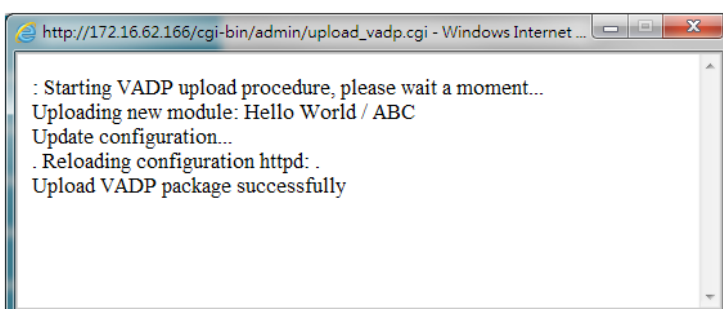 http://172.16.62.166/cgi-bin/admin/upload_vadp.cgi - Windows Internet ...
: Starting VADP upload procedure, please wait a moment...
Uploading new module: Hello World / ABC
Update configuration...
. Reloading configuration httpd: .
Upload VADP package successfully